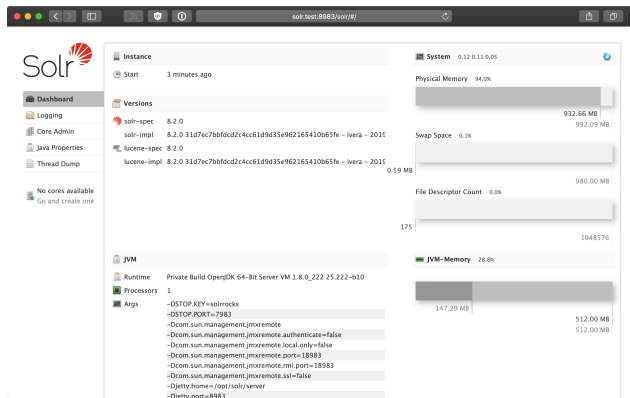 solr.test:8983/solr/#/
Solr
Dashboard
Logging
Core Admin
Java Properties
Thread Dump
No cores available
Go and create one
Instance
Start 3 minutes ago
Versions
solr-spec 8.2.0
solr-impl 8.2.0 31d7ec7bbfdcd2c4cc61d9d35e962165410b65fe - ivera - 2019
lucene-spec 8.2.0
lucene-impl 8.2.0 31d7ec7bbfdcd2c4cc61d9d35e962165410b65fe - ivera - 2019
JVM
Runtime Private Build OpenJDK 64-Bit Server VM 1.8.0_222 25.222-b10
Processors 1
Args -DSTOP.KEY=solrrocks
-DSTOP.PORT=7983
-Dcom.sun.management.jmxremote
-Dcom.sun.management.jmxremote.authenticate=false
-Dcom.sun.management.jmxremote.local.only=false
-Dcom.sun.management.jmxremote.port=18983
-Dcom.sun.management.jmxremote.rmi.port=18983
-Dcom.sun.management.jmxremote.ssl=false
-Djetty.home=/opt/solr/server
-Djetty.port=8983
System 0.12 0.11 0.05
Physical Memory 94.0%
932.66 MB
992.09 MB
Swap Space 0.1%
0.59 MB
980.00 MB
File Descriptor Count 0.0%
175
1048576
JVM-Memory 28.8%
147.29 MB
512.00 MB
512.00 MB